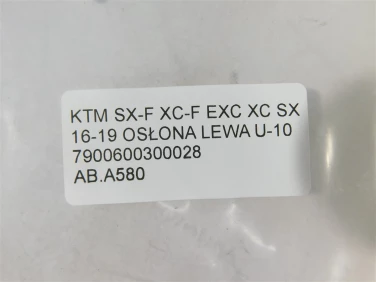 KTM SX-F XC-F EXC XC SX
16-19 OSŁONA LEWA U-10
7900600300028
AB.A580